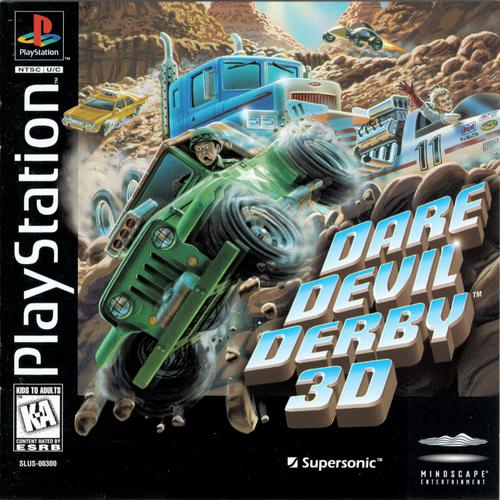 PlayStation
NTSC U/C
PlayStation
11
DARE
DEVIL
DERBY™
3D
KIDS TO ADULTS
KA
CONTENT RATED BY
ESRB
SLUS-00300
Supersonic™
MINDSCAPE®
ENTERTAINMENT